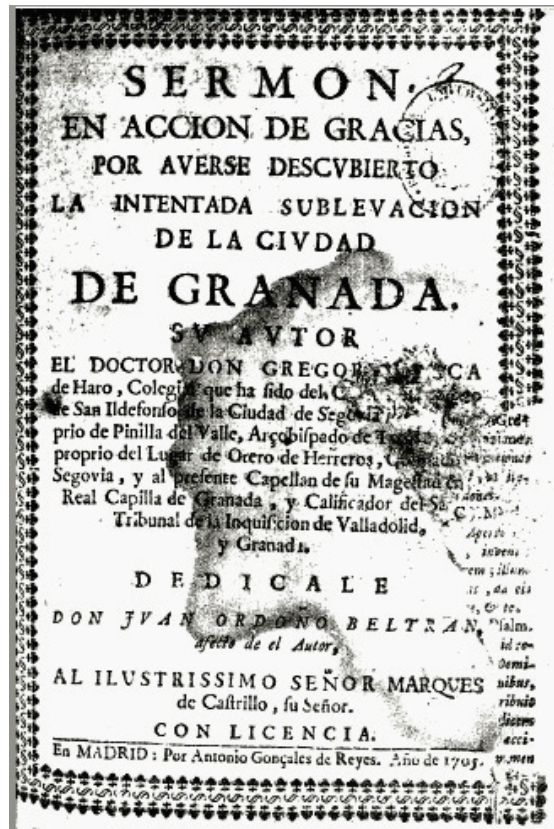 SERMON.
EN ACCION DE GRACIAS,
POR AVERSE DESCVBIERTO
LA INTENTADA SUBLEVACION
DE LA CIVDAD
DE GRANADA.
SV AVTOR
EL DOCTOR DON GREGOR
de Haro, Colegial que ha sido del
de San Ildefonso de la Ciudad de Segovia,
prio de Pinilla del Valle, Arçobispado de
proprio del Lugar de Otero de Herreros,
Segovia, y al presente Capellan de su Magestad en
Real Capilla de Granada, y Calificador del
Tribunal de la Inquisicion de Valladolid,
y Granada.
DEDICALE
DON JVAN ORDOÑO BELTRAN,
afecto de el Autor,
AL ILUSTRISSIMO SEÑOR MARQUES
de Castrillo, su Señor.
CON LICENCIA.
En MADRID: Por Antonio Gonçales de Reyes. Año de 1705.